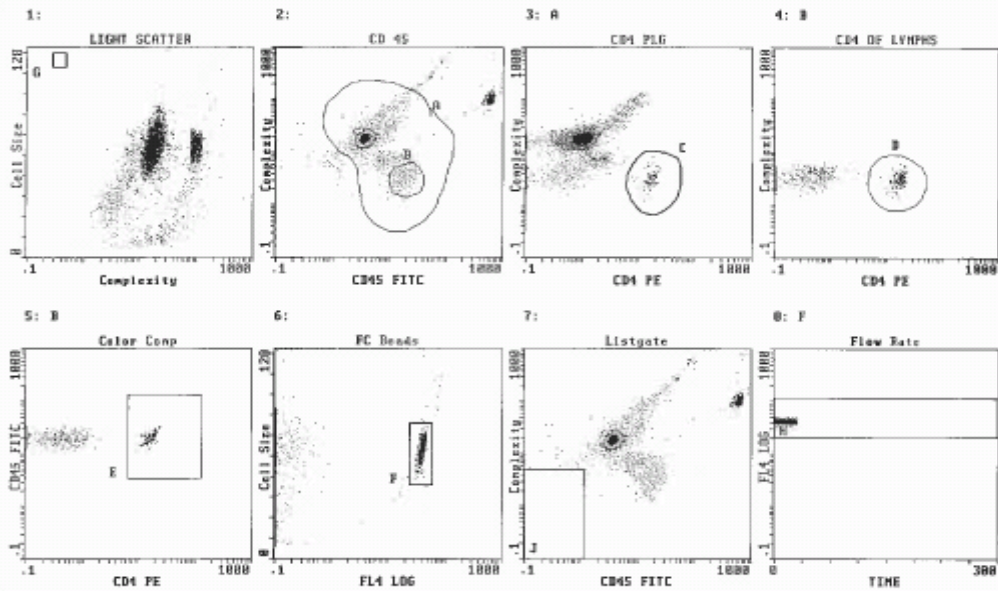 1:
LIGHT SCATTER
120
G
Cell Size
0
.1
1000
Complexity
2:
CD 45
1000
A
B
Complexity
.1
.1
1000
CD45 FITC
3: A
CD4 PLG
1000
C
Complexity
.1
.1
1000
CD4 PE
4: B
CD4 OF LYMPHS
1000
D
Complexity
.1
.1
1000
CD4 PE
5: B
Color Comp
1000
CD45 FITC
E
.1
.1
1000
CD4 PE
6:
FC Beads
120
Cell Size
F
0
.1
1000
FL4 LOG
7:
Listgate
1000
Complexity
J
.1
.1
1000
CD45 FITC
8: F
Flow Rate
1000
H
FL4 LOG
.1
0
300
TIME